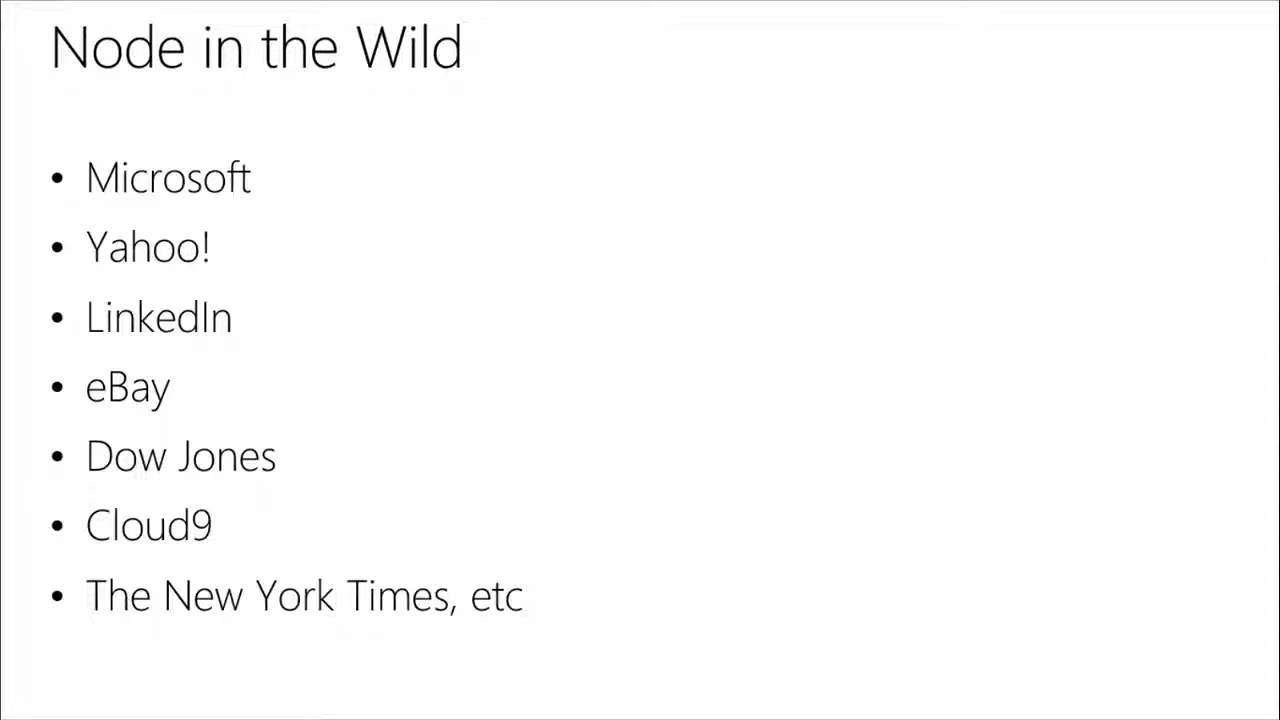 Node in the Wild
• Microsoft
• Yahoo!
• LinkedIn
• eBay
• Dow Jones
• Cloud9
• The New York Times, etc